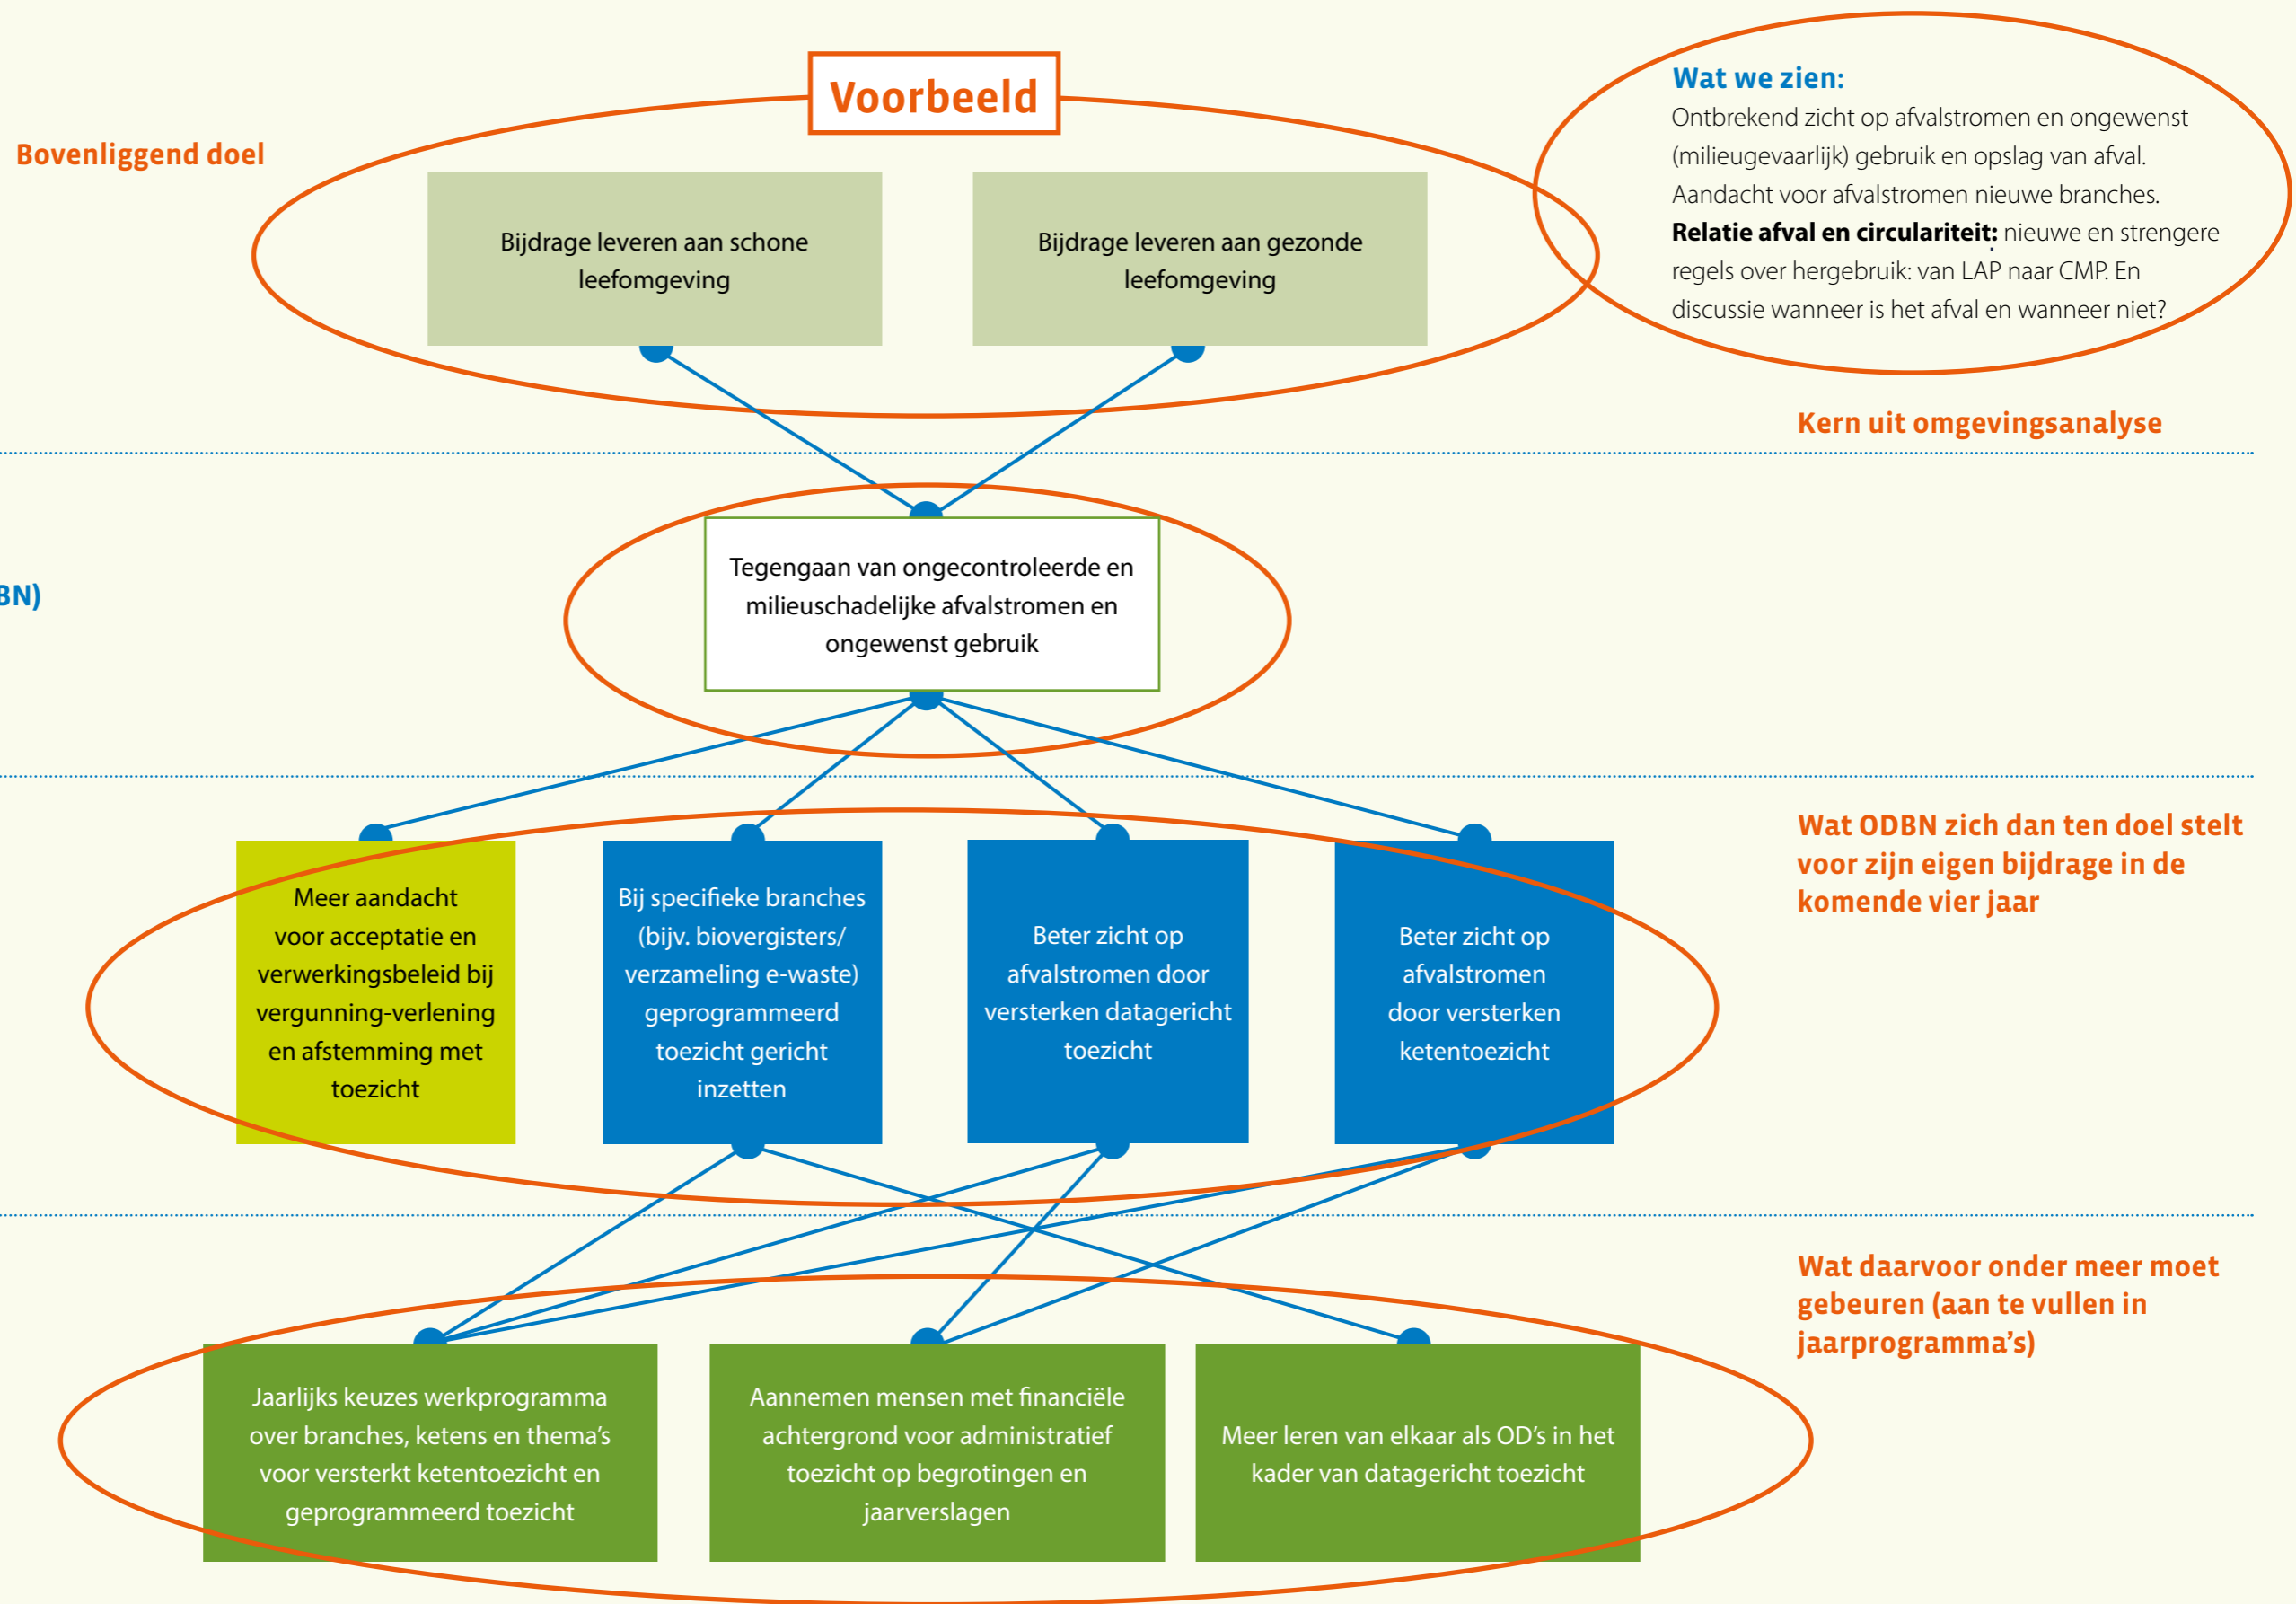 Voorbeeld
Bovenliggend doel
Bijdrage leveren aan schone
leefomgeving
Bijdrage leveren aan gezonde
leefomgeving
Wat we zien:
Ontbrekend zicht op afvalstromen en ongewenst
(milieugevaarlijk) gebruik en opslag van afval.
Aandacht voor afvalstromen nieuwe branches.
Relatie afval en circulariteit: nieuwe en strengere
regels over hergebruik: van LAP naar CMP. En
discussie wanneer is het afval en wanneer niet?
Kern uit omgevingsanalyse
BN)
Tegengaan van ongecontroleerde en
milieuschadelijke afvalstromen en
ongewenst gebruik
Meer aandacht
voor acceptatie en
verwerkingsbeleid bij
vergunning-verlening
en afstemming met
toezicht
Bij specifieke branches
(bijv. biovergisters/
verzameling e-waste)
geprogrammeerd
toezicht gericht
inzetten
Beter zicht op
afvalstromen door
versterken datagericht
toezicht
Beter zicht op
afvalstromen
door versterken
ketentoezicht
Wat ODBN zich dan ten doel stelt
voor zijn eigen bijdrage in de
komende vier jaar
Jaarlijks keuzes werkprogramma
over branches, ketens en thema's
voor versterkt ketentoezicht en
geprogrammeerd toezicht
Aannemen mensen met financiële
achtergrond voor administratief
toezicht op begrotingen en
jaarverslagen
Meer leren van elkaar als OD's in het
kader van datagericht toezicht
Wat daarvoor onder meer moet
gebeuren (aan te vullen in
jaarprogramma's)